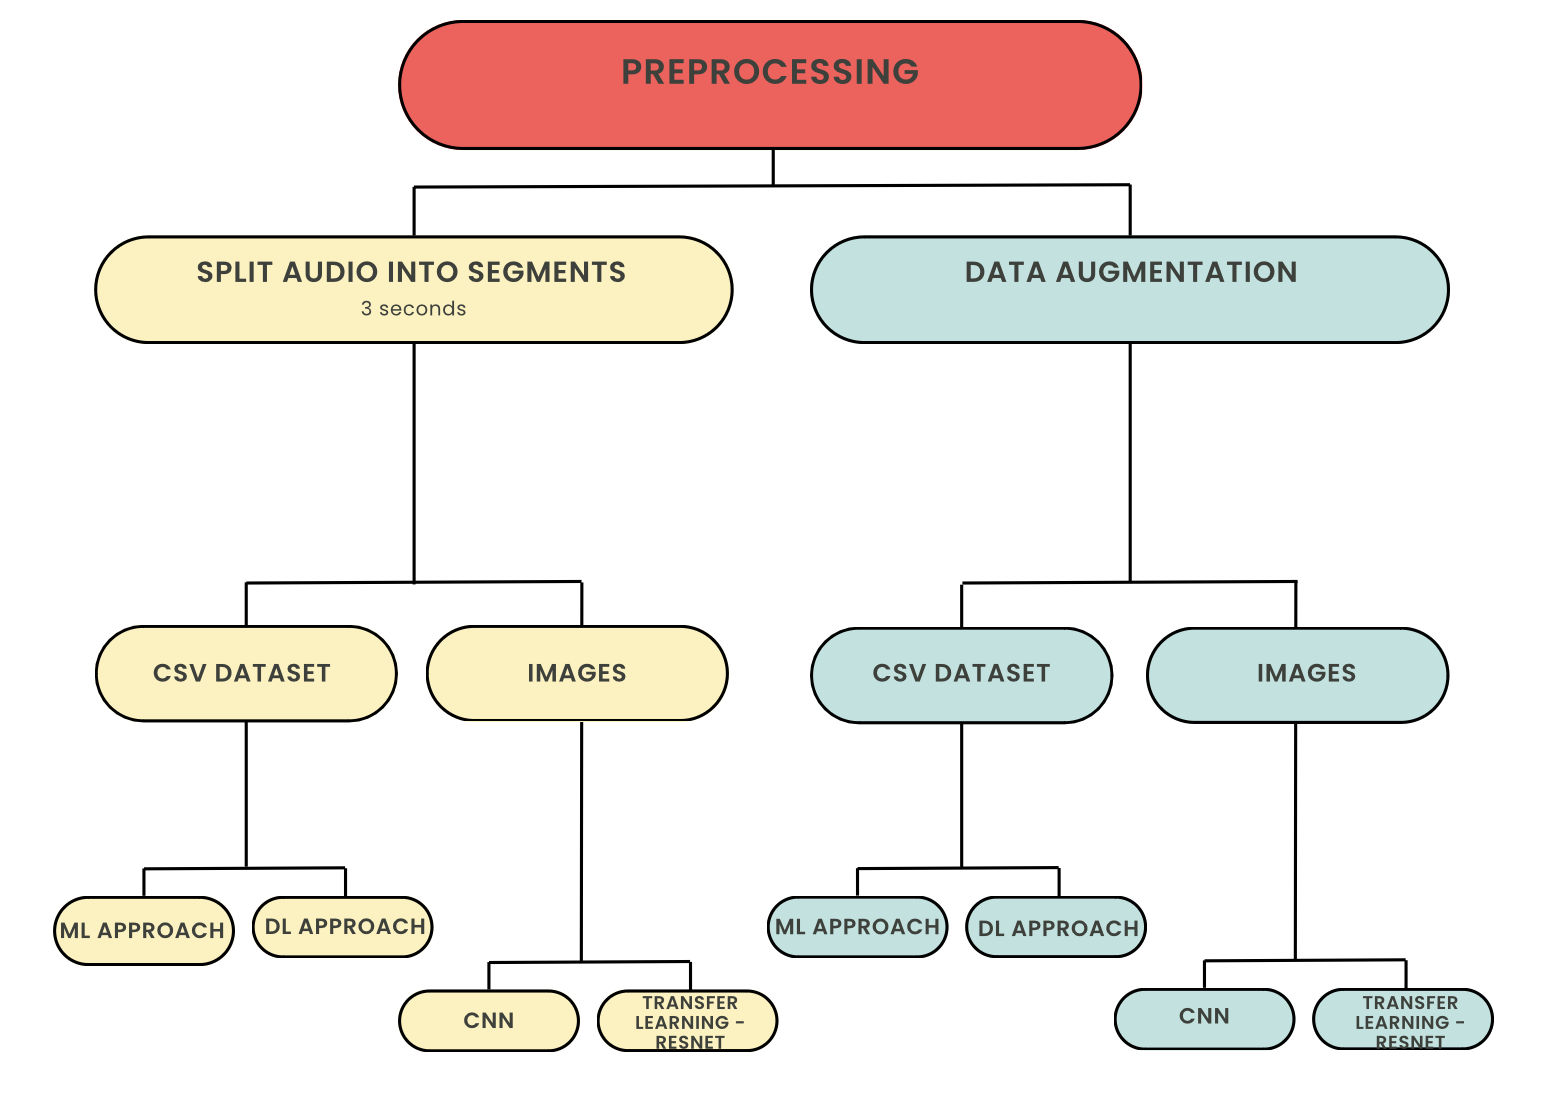 PREPROCESSING
SPLIT AUDIO INTO SEGMENTS
3 seconds
DATA AUGMENTATION
CSV DATASET
IMAGES
CSV DATASET
IMAGES
ML APPROACH
DL APPROACH
ML APPROACH
DL APPROACH
CNN
TRANSFER
LEARNING -
RESNET
CNN
TRANSFER
LEARNING -
RESNET